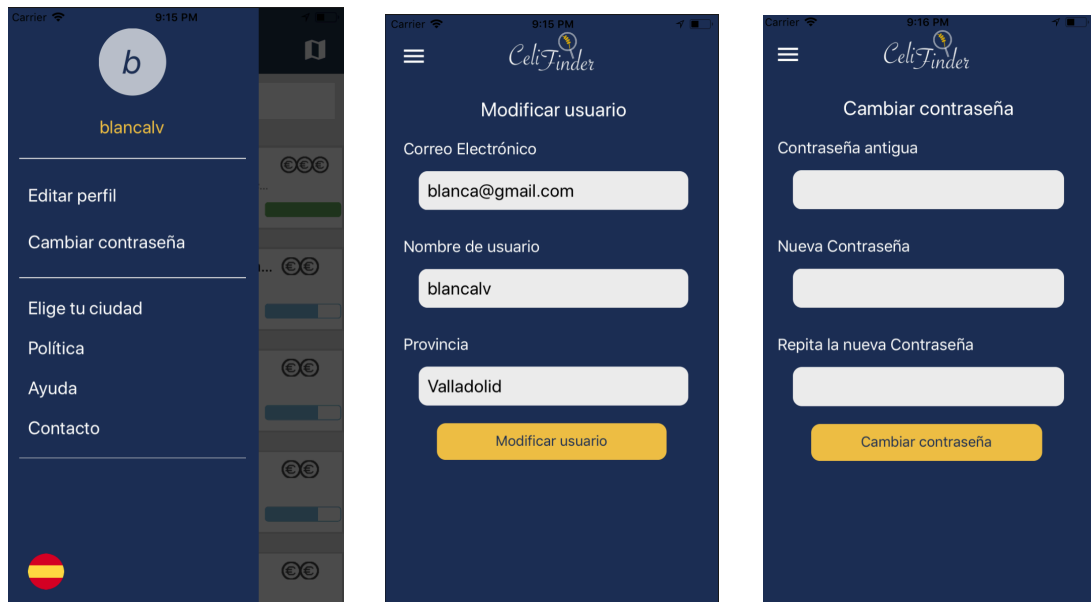 Carrier 9:15 PM
b
blancalv
Editar perfil
Cambiar contraseña
Elige tu ciudad
Política
Ayuda
Contacto
€€€
... €€
€€
€€
€€
Carrier 9:15 PM
CeliFinder
Modificar usuario
Correo Electrónico
blanca@gmail.com
Nombre de usuario
blancalv
Provincia
Valladolid
Modificar usuario
Carrier 9:16 PM
CeliFinder
Cambiar contraseña
Contraseña antigua
Nueva Contraseña
Repita la nueva Contraseña
Cambiar contraseña